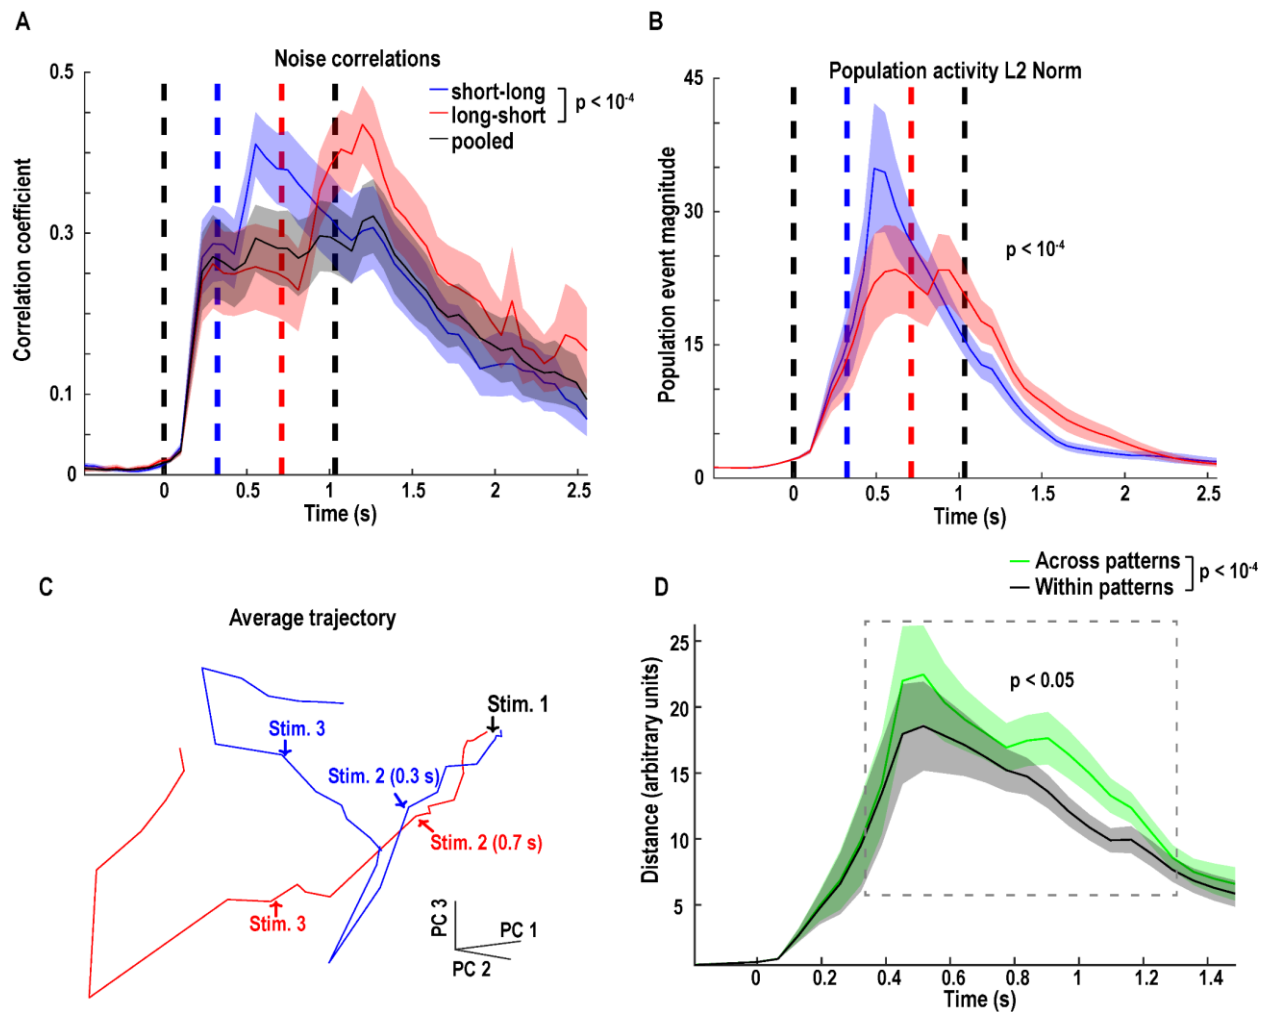 A
Noise correlations
short-long
long-short
pooled
p < 10-4
0.5
0.3
0.1
0
Correlation coefficient
0
0.5
1
1.5
2
2.5
Time (s)
B
Population activity L2 Norm
p < 10-4
45
30
15
0
Population event magnitude
0
0.5
1
1.5
2
2.5
Time (s)
C
Average trajectory
Stim. 1
Stim. 3
Stim. 2 (0.3 s)
Stim. 2 (0.7 s)
Stim. 3
PC 3
PC 1
PC 2
D
Across patterns
Within patterns
p < 10-4
p < 0.05
25
20
15
10
5
Distance (arbitrary units)
0
0.2
0.4
0.6
0.8
1
1.2
1.4
Time (s)